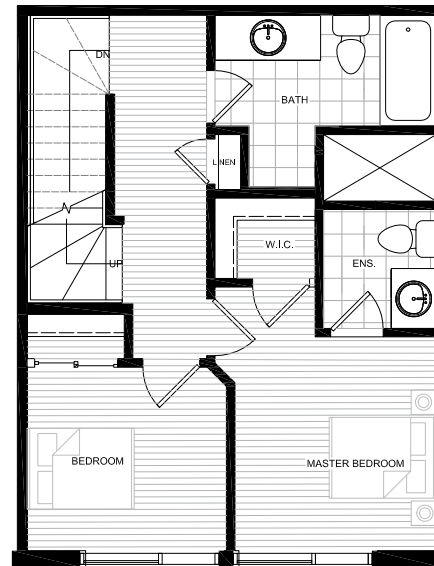 DN
BATH
LINEN
W.I.C.
ENS.
UP
BEDROOM
MASTER BEDROOM